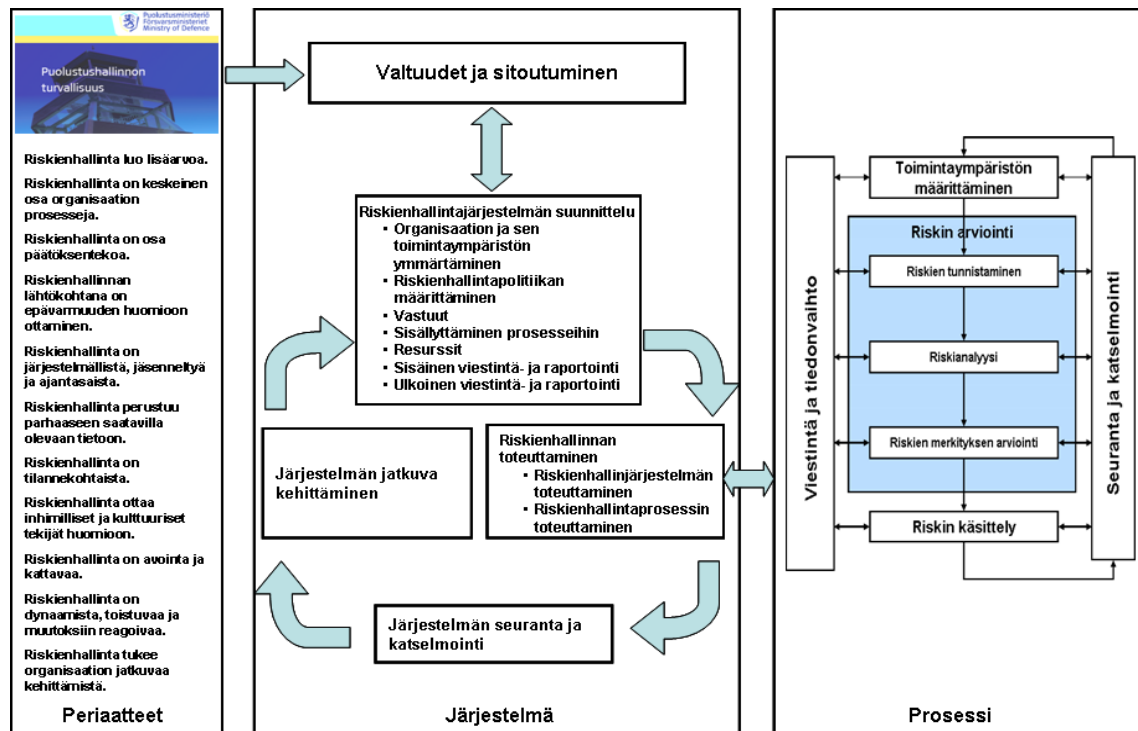 Puolustusministeriö
Försvarsministeriet
Ministry of Defence
Puolustushallinnon
turvallisuus
Riskienhallinta luo lisäarvoa.
Riskienhallinta on keskeinen
osa organisaation
prosesseja.
Riskienhallinta on osa
päätöksentekoa.
Riskienhallinnan
lähtökohtana on
epävarmuuden huomioon
ottaminen.
Riskienhallinta on
järjestelmällistä, jäsenneltyä
ja ajantasaista.
Riskienhallinta perustuu
parhaaseen saatavilla
olevaan tietoon.
Riskienhallinta on
tilannekohtaista.
Riskienhallinta ottaa
inhimilliset ja kulttuuriset
tekijät huomioon.
Riskienhallinta on avointa ja
kattavaa.
Riskienhallinta on
dynaamista, toistuvaa ja
muutoksiin reagoivaa.
Riskienhallinta tukee
organisaation jatkuvaa
kehittämistä.
Periaatteet
Valtuudet ja sitoutuminen
Riskienhallintajärjestelmän suunnittelu
▪ Organisaation ja sen
toimintaympäristön
ymmärtäminen
▪ Riskienhallintapolitiikan
määrittäminen
▪ Vastuut
▪ Sisällyttäminen prosesseihin
▪ Resurssit
▪ Sisäinen viestintä- ja raportointi
▪ Ulkoinen viestintä- ja raportointi
Järjestelmän jatkuva
kehittäminen
Riskienhallinnan
toteuttaminen
▪ Riskienhallinjärjestelmän
toteuttaminen
▪ Riskienhallintaprosessin
toteuttaminen
Järjestelmän seuranta ja
katselmointi
Järjestelmä
Viestintä ja tiedonvaihto
Toimintaympäristön
määrittäminen
Riskin arviointi
Riskien tunnistaminen
Riskianalyysi
Riskien merkityksen arviointi
Riskin käsittely
Seuranta ja katselmointi
Prosessi